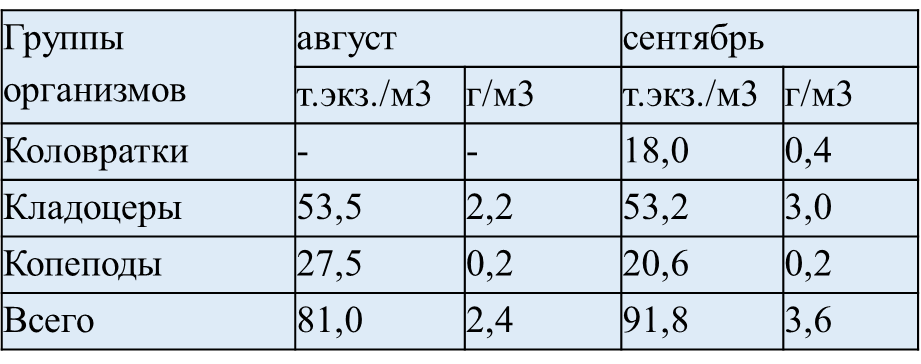 Группы организмов август сентябрь
т.экз./м3 г/м3 т.экз./м3 г/м3
Коловратки - - 18,0 0,4
Кладоцеры 53,5 2,2 53,2 3,0
Копеподы 27,5 0,2 20,6 0,2
Всего 81,0 2,4 91,8 3,6